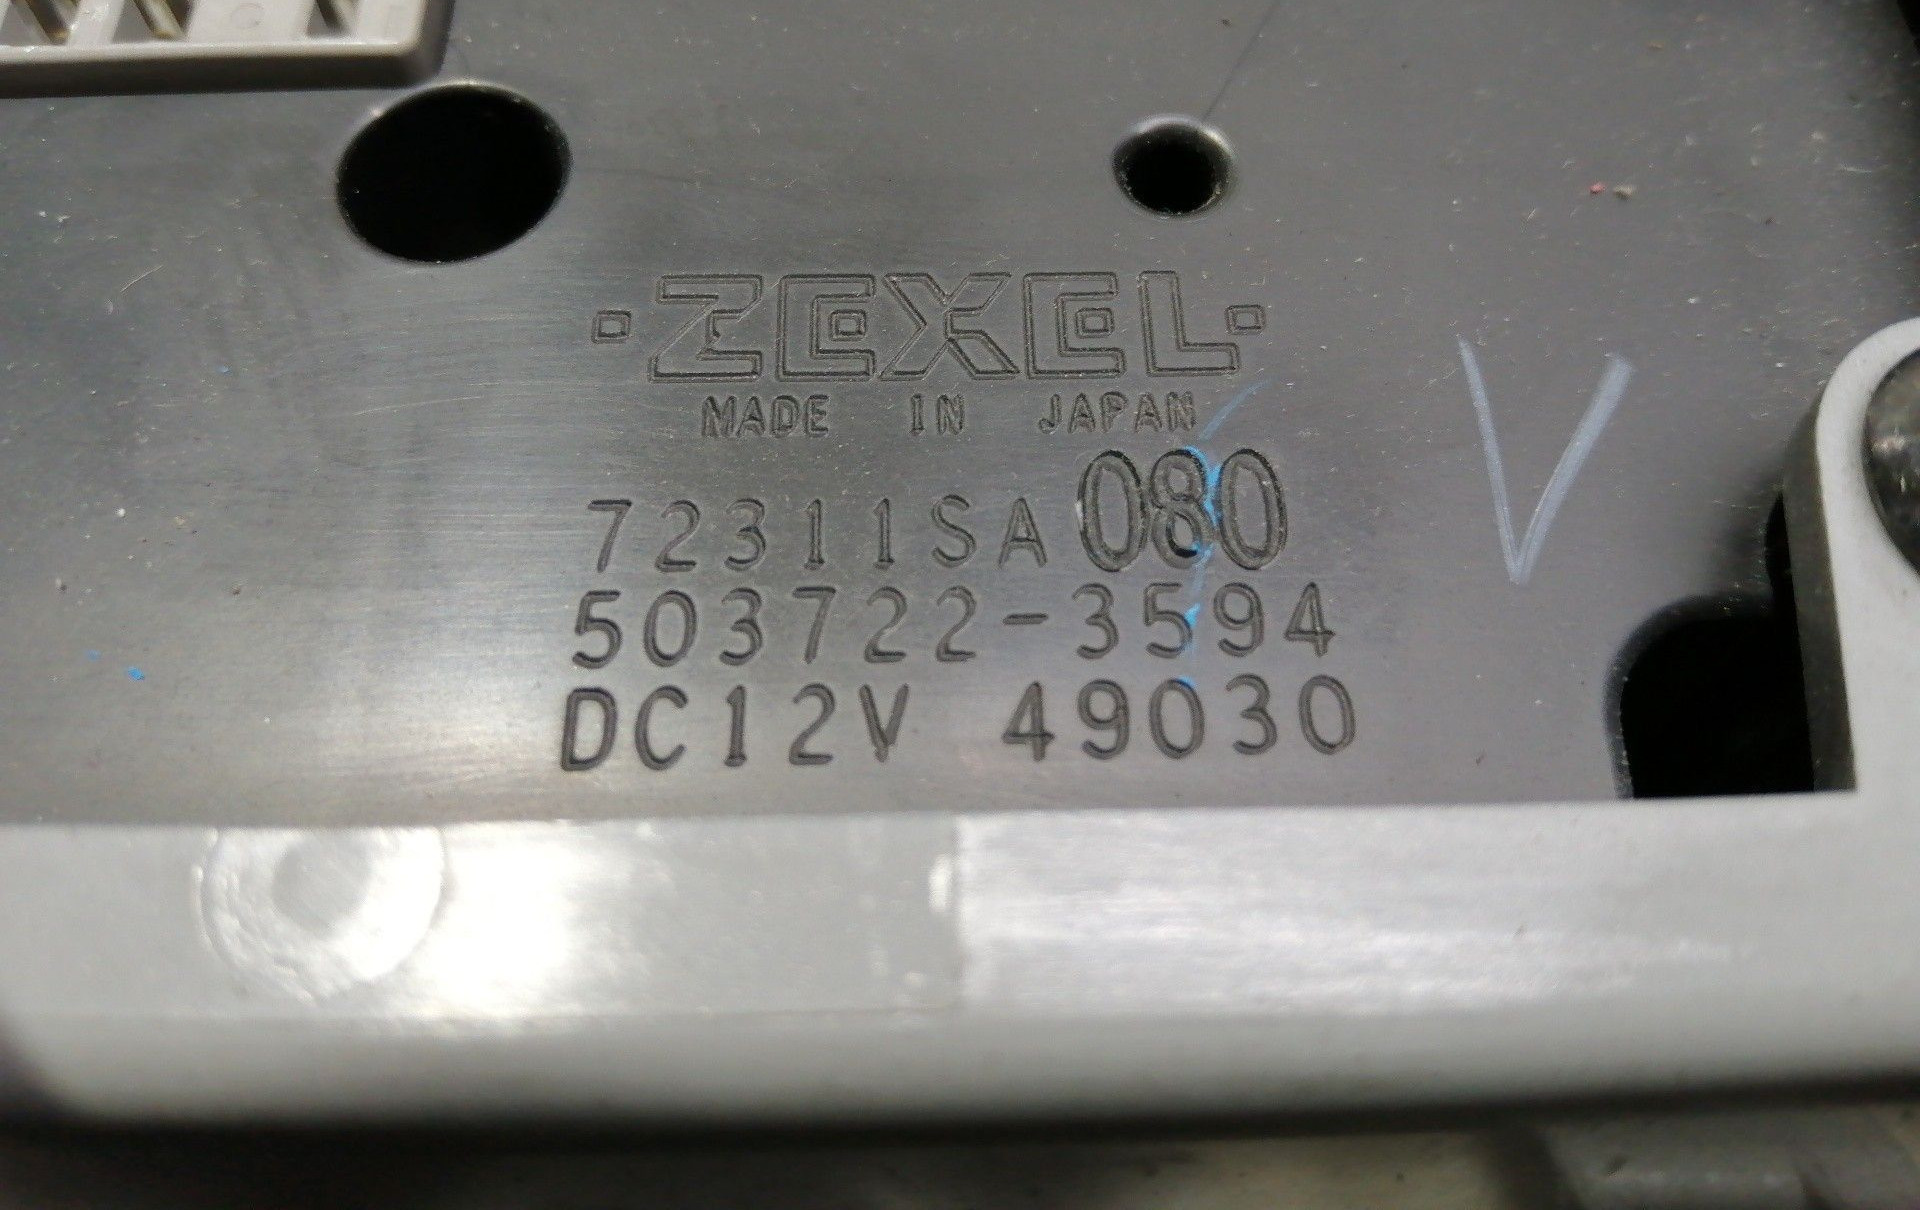 ZEXEL
MADE IN JAPAN
72311SA080
503722-3594
DC12V 49030
V